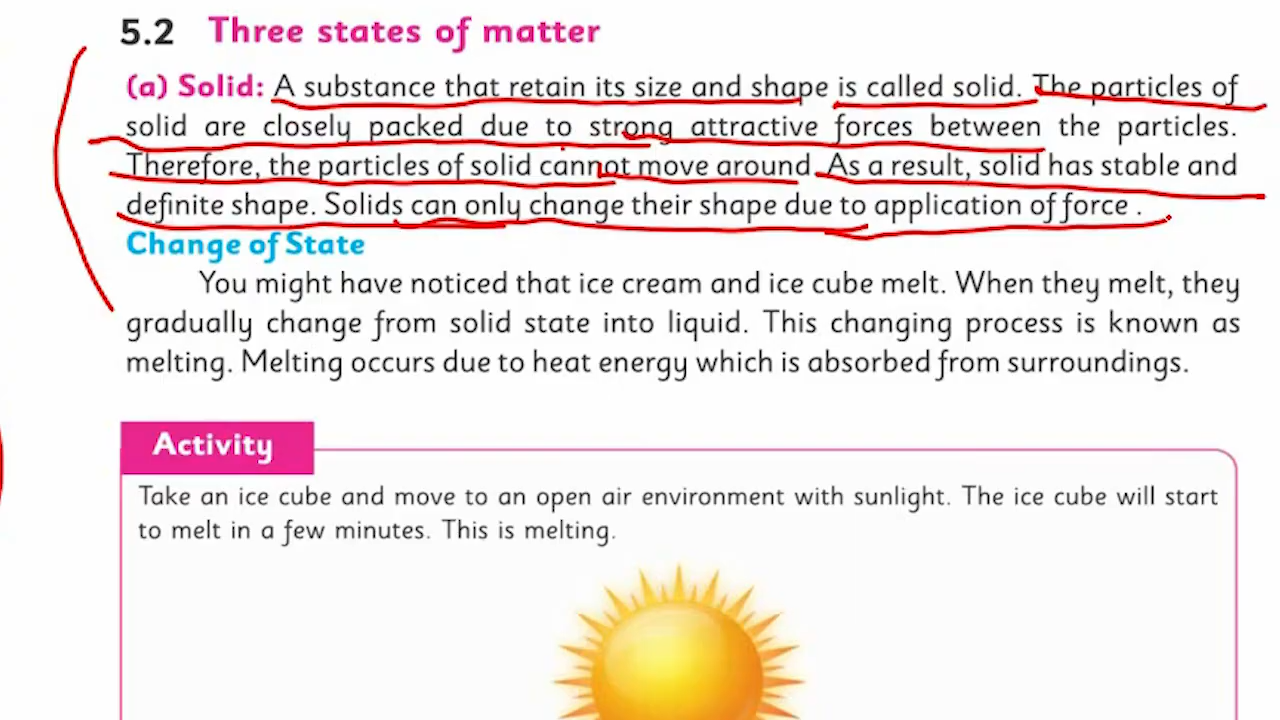 5.2 Three states of matter
(a) Solid: A substance that retain its size and shape is called solid. The particles of
solid are closely packed due to strong attractive forces between the particles.
Therefore, the particles of solid cannot move around. As a result, solid has stable and
definite shape. Solids can only change their shape due to application of force .
Change of State
You might have noticed that ice cream and ice cube melt. When they melt, they
gradually change from solid state into liquid. This changing process is known as
melting. Melting occurs due to heat energy which is absorbed from surroundings.
Activity
Take an ice cube and move to an open air environment with sunlight. The ice cube will start
to melt in a few minutes. This is melting.